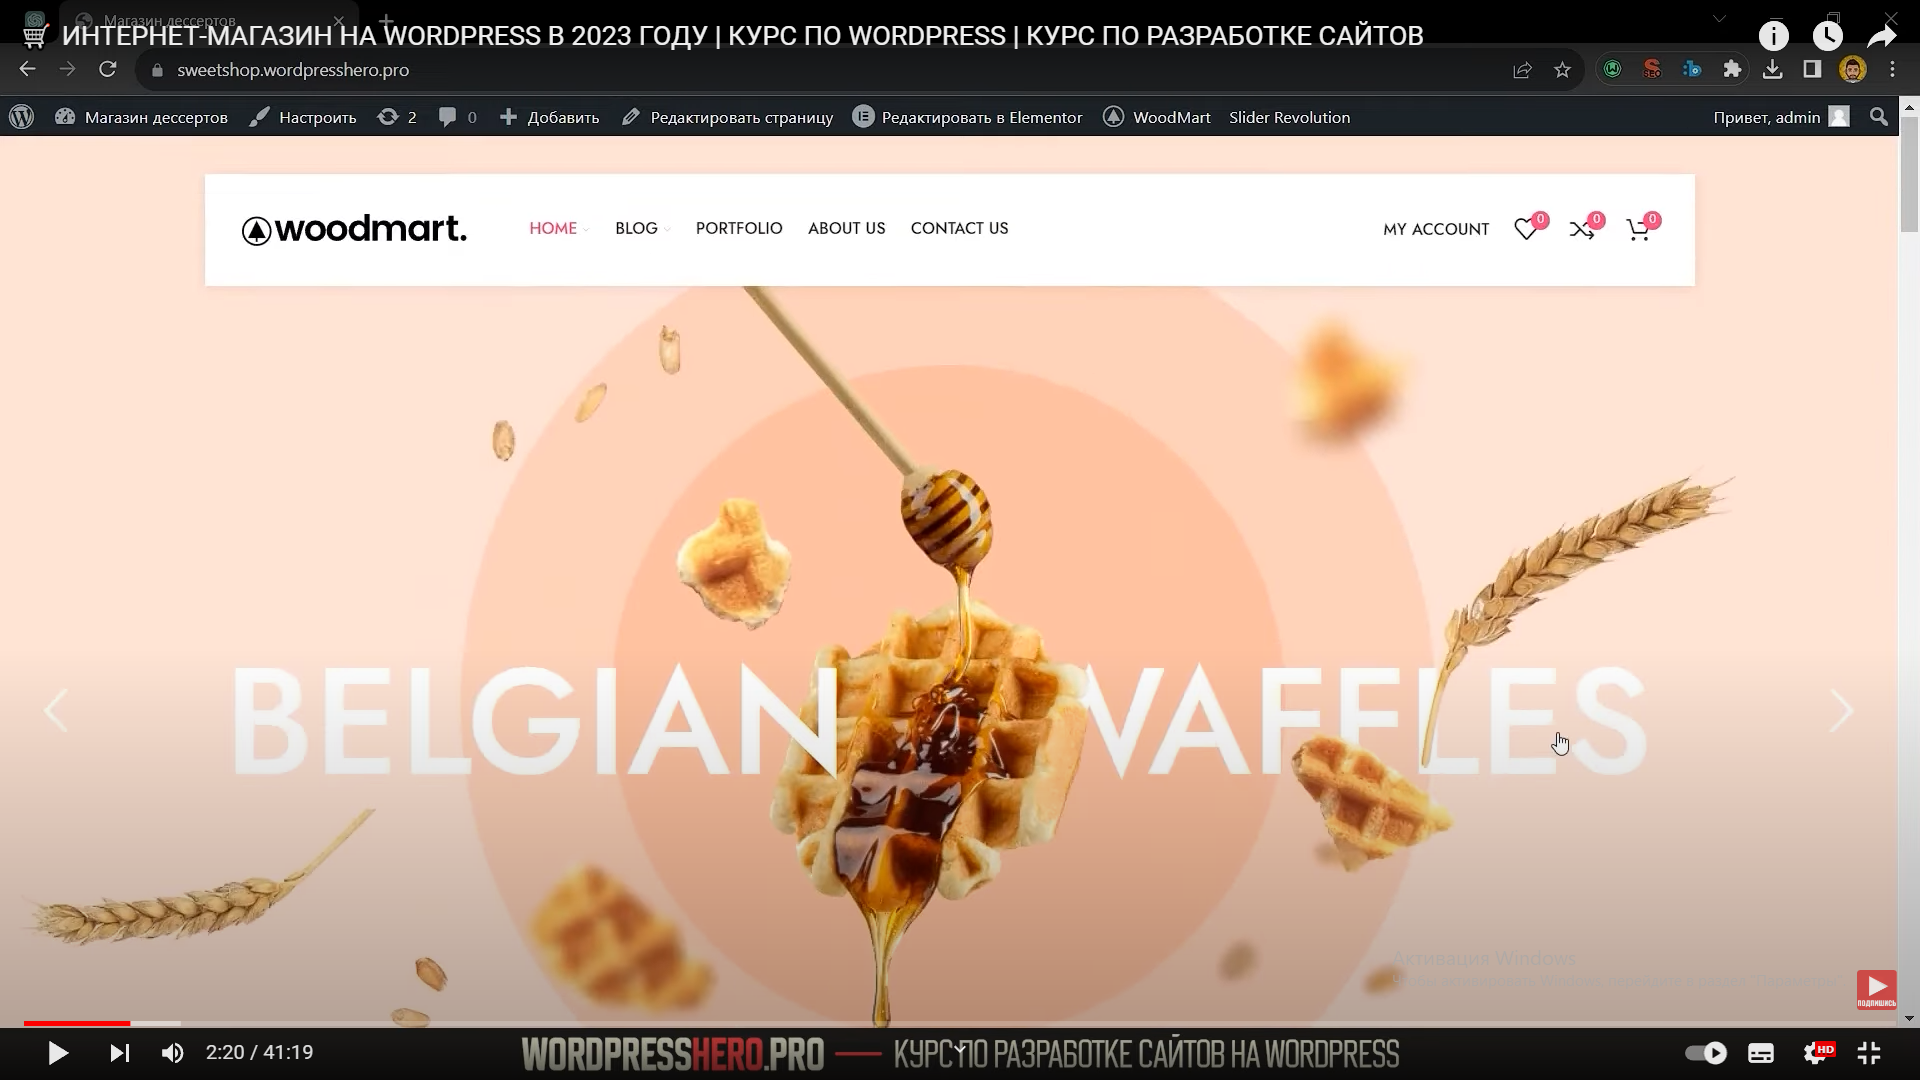 Магазин дессертов
ИНТЕРНЕТ-МАГАЗИН НА WORDPRESS В 2023 ГОДУ | КУРС ПО WORDPRESS | КУРС ПО РАЗРАБОТКЕ САЙТОВ
sweetshop.wordpresshero.pro
SEO
Магазин дессертов Настроить 2 0 Добавить Редактировать страницу Редактировать в Elementor WoodMart Slider Revolution Привет, admin
woodmart. HOME BLOG PORTFOLIO ABOUT US CONTACT US MY ACCOUNT 0 0 0
BELGIAN WAFFLES
Активация Windows
ПОДПИШИСЬ
2:20 / 41:19 WORDPRESSHERO.PRO — КУРС ПО РАЗРАБОТКЕ САЙТОВ НА WORDPRESS HD